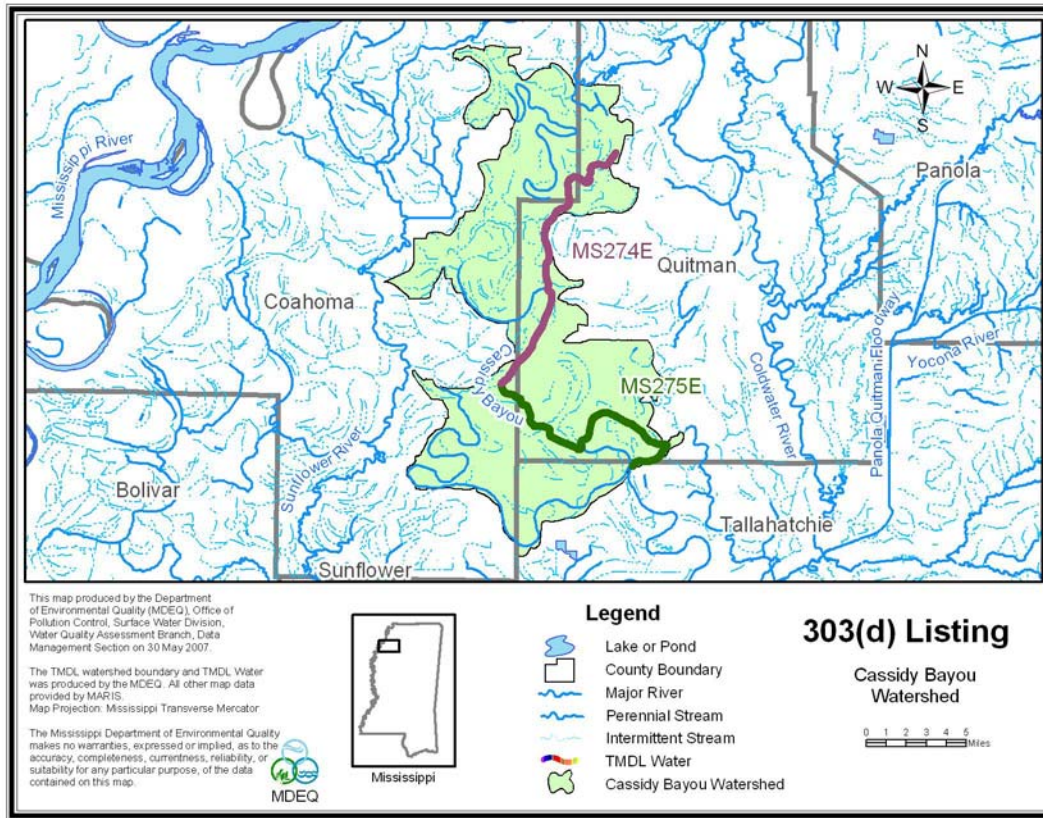 N
W E
S
Mississippi River
Panola
MS274E
Quitman
Coahoma
Cassidy Bayou
Panola Quitman Floodway
Yocona River
MS275E
Coldwater River
Sunflower River
Bolivar
Tallahatchie
Sunflower
This map produced by the Department
of Environmental Quality (MDEQ), Office of
Pollution Control, Surface Water Division,
Water Quality Assessment Branch, Data
Management Section on 30 May 2007.
The TMDL watershed boundary and TMDL Water
was produced by the MDEQ. All other map data
provided by MARIS.
Map Projection: Mississippi Transverse Mercator
The Mississippi Department of Environmental Quality
makes no warranties, expressed or implied, as to the
accuracy, completeness, currentness, reliability, or
suitability for any particular purpose, of the data
contained on this map.
MDEQ
Mississippi
Legend
Lake or Pond
County Boundary
Major River
Perennial Stream
Intermittent Stream
TMDL Water
Cassidy Bayou Watershed
303(d) Listing
Cassidy Bayou
Watershed
0 1 2 3 4 5
Miles